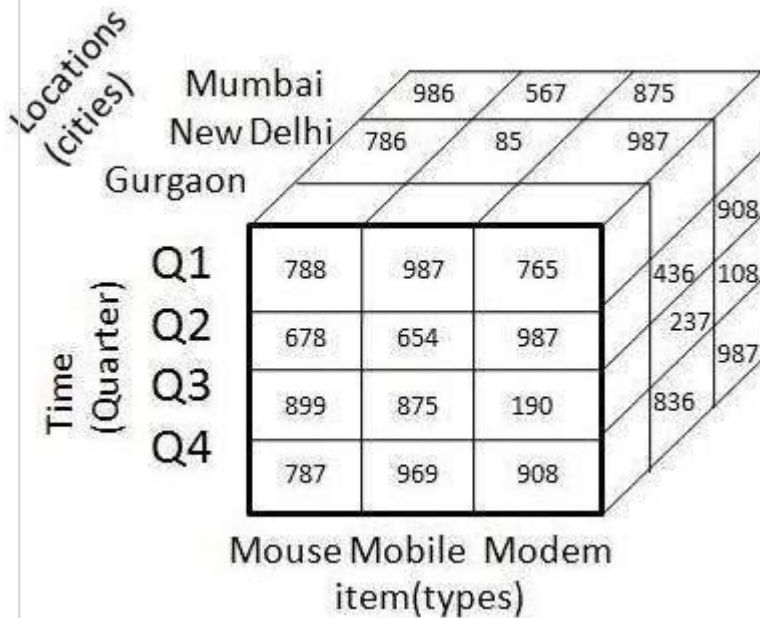 Locations
(cities)
Mumbai
New Delhi
Gurgaon
986 567 875
786 85 987
Time
(Quarter)
Q1
Q2
Q3
Q4
788 987 765
678 654 987
899 875 190
787 969 908
908
436 108
237
987
836
Mouse Mobile Modem
item(types)